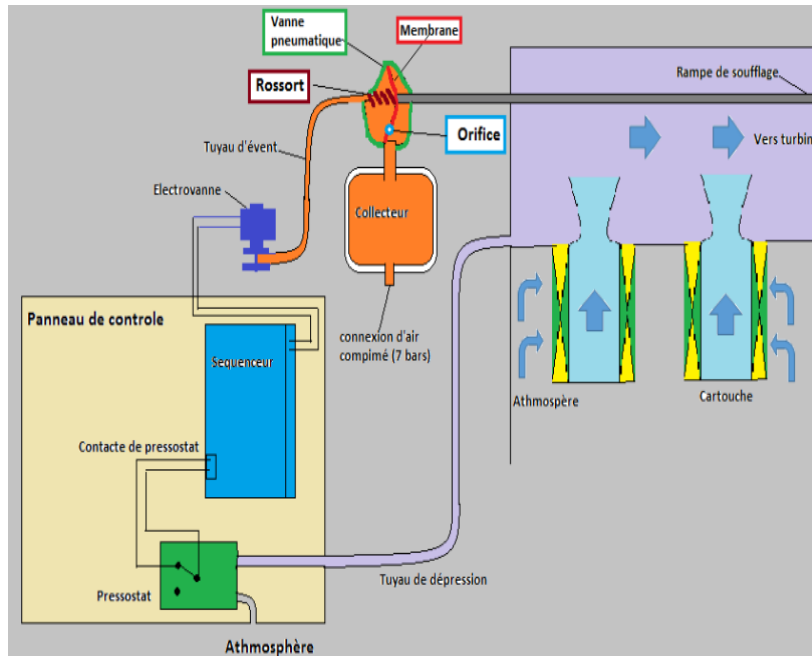 Vanne
pneumatique
Membrane
Rossort
Rampe de soufflage
Orifice
Tuyau d'évent
Vers turbin
Electrovanne
Collecteur
Panneau de controle
connexion d'air
compimé (7 bars)
Sequenceur
Athmospère
Cartouche
Contacte de pressostat
Tuyau de dépression
Pressostat
Athmosphère